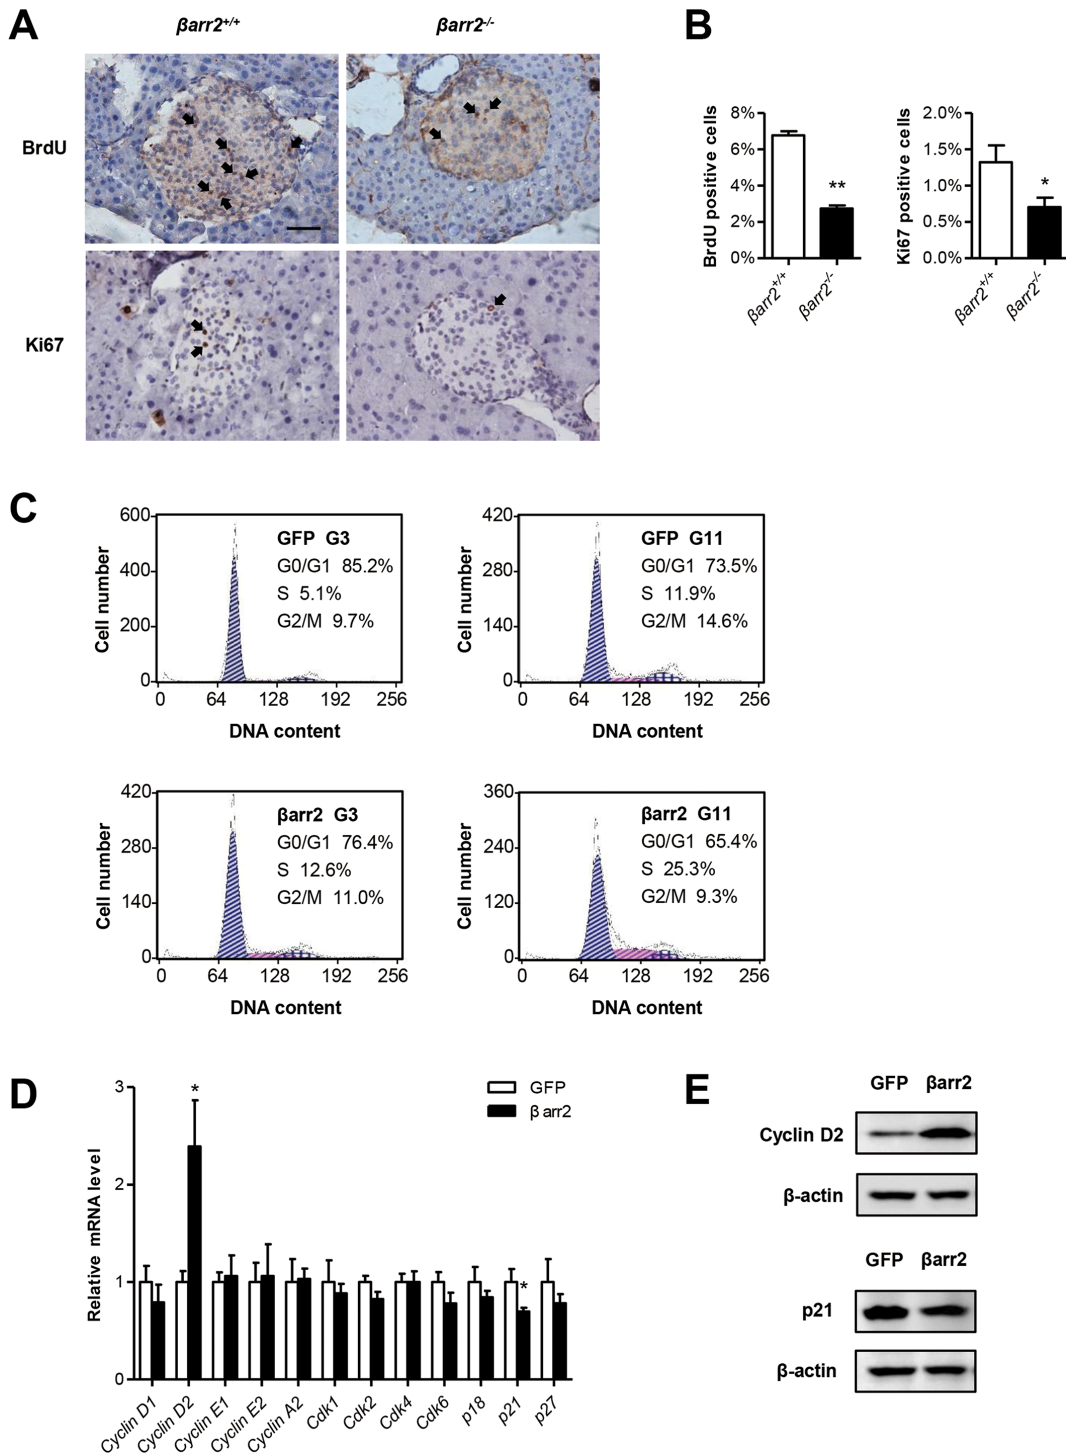 A
βarr2+/+
βarr2-/-
BrdU
Ki67
B
8%
6%
4%
2%
0%
BrdU positive cells
**
βarr2+/+
βarr2-/-
2.0%
1.5%
1.0%
0.5%
0.0%
Ki67 positive cells
*
βarr2+/+
βarr2-/-
C
600
400
200
0
Cell number
GFP G3
G0/G1 85.2%
S 5.1%
G2/M 9.7%
0 64 128 192 256
DNA content
420
280
140
0
Cell number
GFP G11
G0/G1 73.5%
S 11.9%
G2/M 14.6%
0 64 128 192 256
DNA content
420
280
140
0
Cell number
βarr2 G3
G0/G1 76.4%
S 12.6%
G2/M 11.0%
0 64 128 192 256
DNA content
360
240
120
0
Cell number
βarr2 G11
G0/G1 65.4%
S 25.3%
G2/M 9.3%
0 64 128 192 256
DNA content
D
3
2
1
0
Relative mRNA level
*
*
GFP
β arr2
Cyclin D1
Cyclin D2
Cyclin E1
Cyclin E2
Cyclin A2
Cdk1
Cdk2
Cdk4
Cdk6
p18
p21
p27
E
GFP βarr2
Cyclin D2
β-actin
GFP βarr2
p21
β-actin